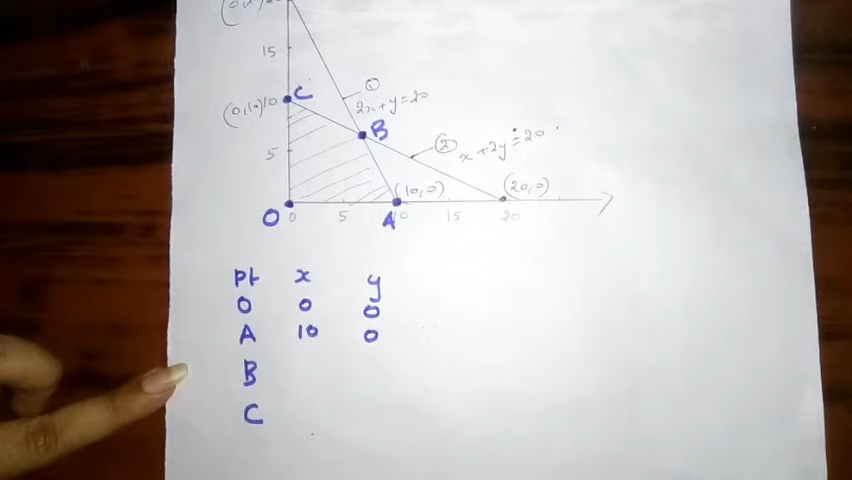 15
①
2x+y=20
(0,10) 10 C
B
② x+2y=20
5
(10,0) (20,0)
O 0 5 A 10 15 20
Pt x y
O 0 0
A 10 0
B
C